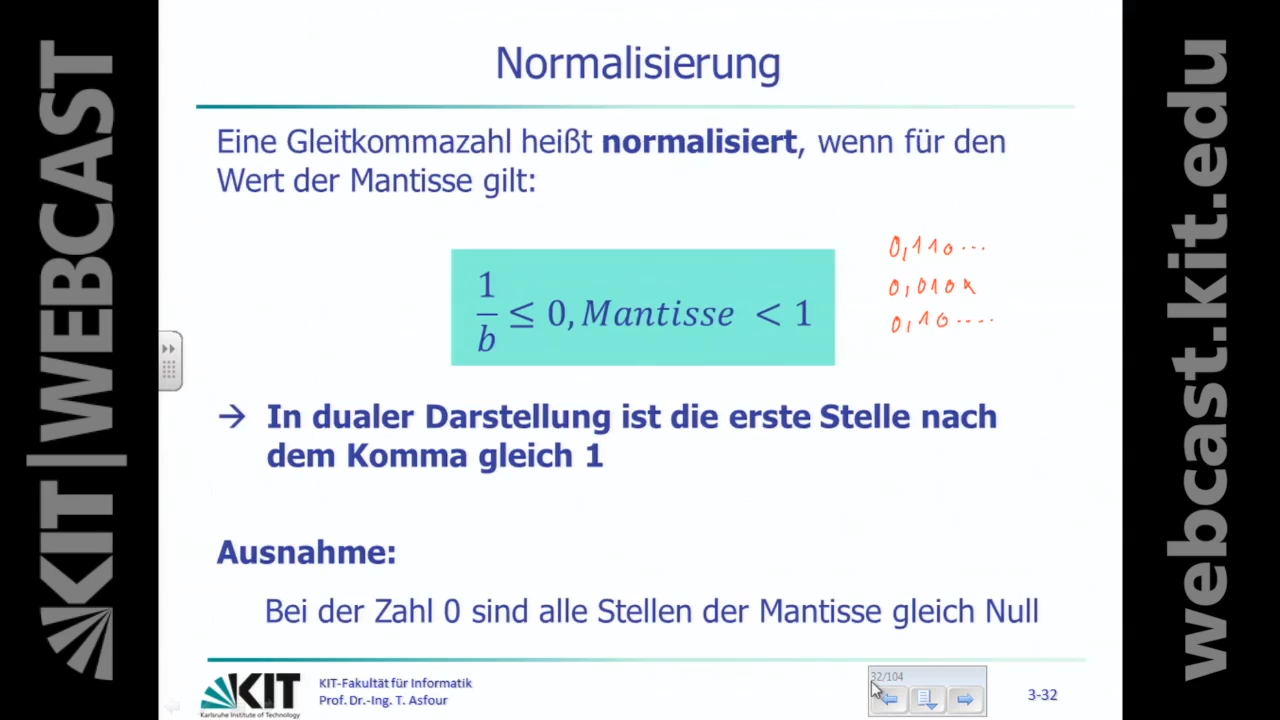 KIT|WEBCAST
Normalisierung
Eine Gleitkommazahl heißt normalisiert, wenn für den
Wert der Mantisse gilt:
1/b ≤ 0, Mantisse < 1
0,110...
0,010x
0,10....
→ In dualer Darstellung ist die erste Stelle nach
dem Komma gleich 1
Ausnahme:
Bei der Zahl 0 sind alle Stellen der Mantisse gleich Null
KIT
Karlsruhe Institute of Technology
KIT-Fakultät für Informatik
Prof. Dr.-Ing. T. Asfour
32/104
3-32
webcast.kit.edu